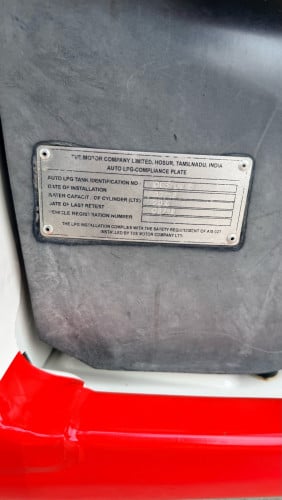 TVS MOTOR COMPANY LIMITED, HOSUR, TAMILNADU, INDIA
AUTO LPG-COMPLIANCE PLATE
AUTO LPG TANK IDENTIFICATION NO
DATE OF INSTALLATION
WATER CAPACITY OF CYLINDER (LTS)
DATE OF LAST RETEST
VEHICLE REGISTRATION NUMBER
THE LPG INSTALLATION COMPLIES WITH THE SAFETY REQUIREMENT OF AIS 027
INSTALLED BY TVS MOTOR COMPANY LTD.